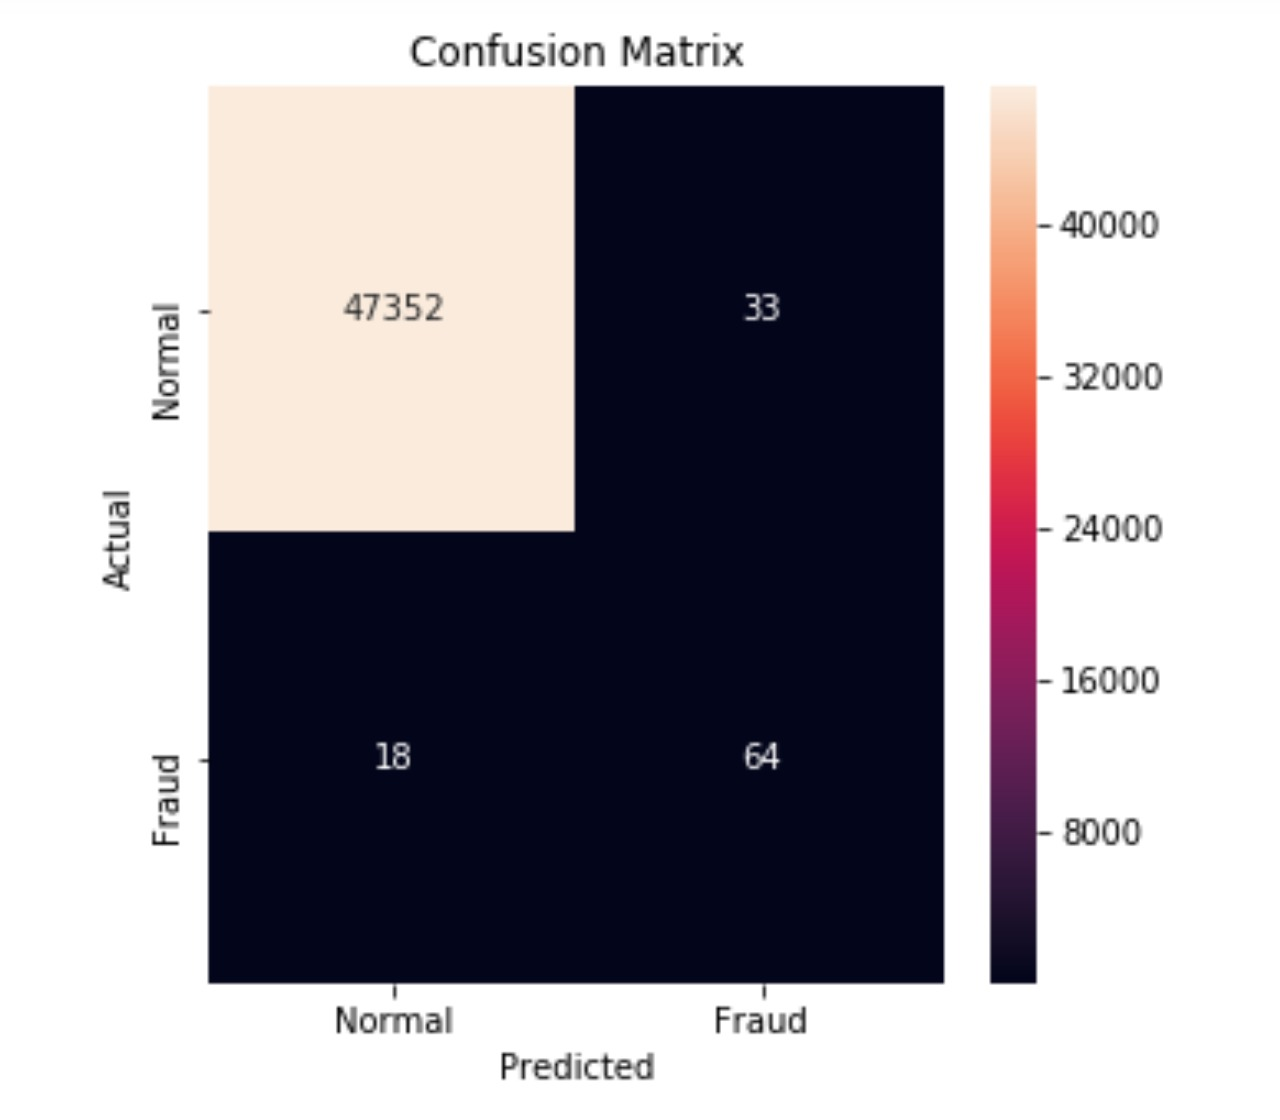 Confusion Matrix
47352
33
18
64
Normal
Fraud
Actual
Normal
Fraud
Predicted
40000
32000
24000
16000
8000